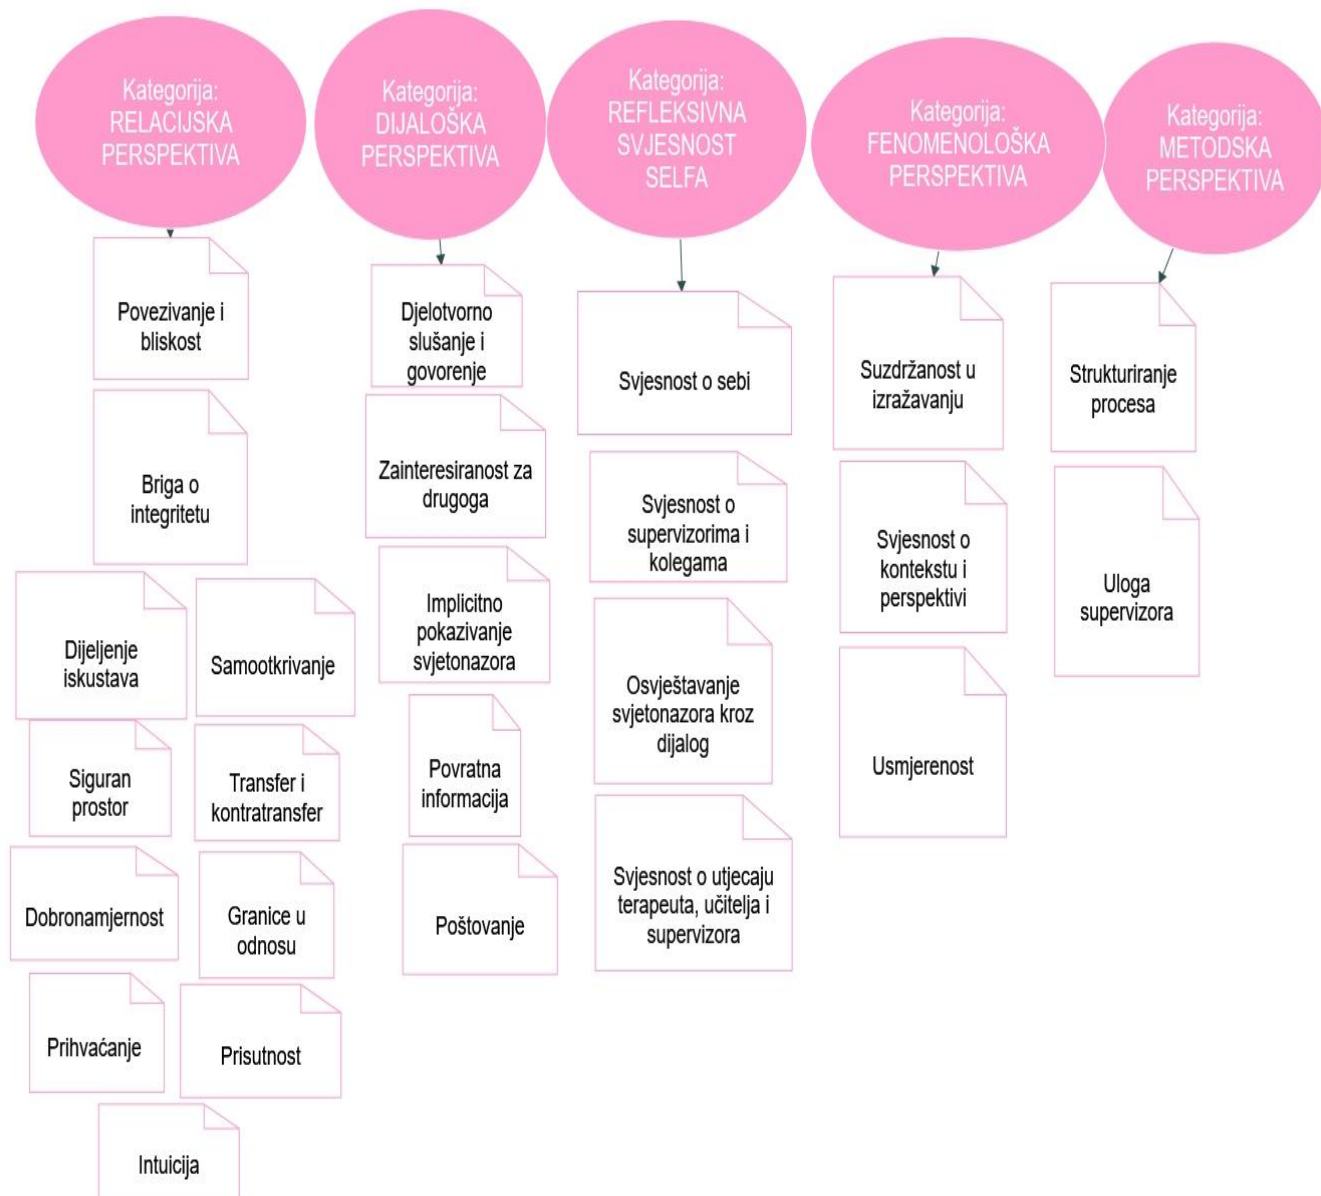 Kategorija:
RELACIJSKA
PERSPEKTIVA
Povezivanje i
bliskost
Briga o
integritetu
Dijeljenje
iskustava
Samootkrivanje
Siguran
prostor
Transfer i
kontratransfer
Dobronamjernost
Granice u
odnosu
Prihvaćanje
Prisutnost
Intuicija
Kategorija:
DIJALOŠKA
PERSPEKTIVA
Djelotvorno
slušanje i
govorenje
Zainteresiranost za
drugoga
Implicitno
pokazivanje
svjetonazora
Povratna
informacija
Poštovanje
Kategorija:
REFLEKSIVNA
SVJESNOST
SELFA
Svjesnost o sebi
Svjesnost o
supervizorima i
kolegama
Osvještavanje
svjetonazora kroz
dijalog
Svjesnost o utjecaju
terapeuta, učitelja i
supervizora
Kategorija:
FENOMENOLOŠKA
PERSPEKTIVA
Suzdržanost u
izražavanju
Svjesnost o
kontekstu i
perspektivi
Usmjerenost
Kategorija:
METODSKA
PERSPEKTIVA
Strukturiranje
procesa
Uloga
supervizora